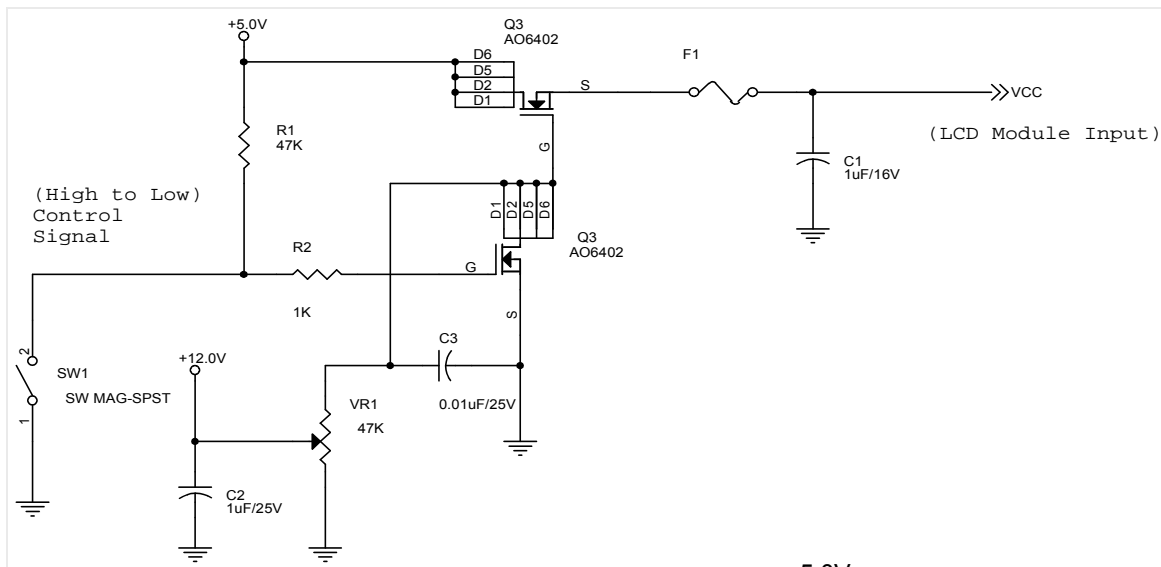 +5.0V
Q3
AO6402
D6
D5
D2
D1
S
G
F1
VCC
(LCD Module Input)
C1
1uF/16V
R1
47K
(High to Low)
Control
Signal
D1
D2
D5
D6
Q3
AO6402
R2
1K
G
S
2
SW1
SW MAG-SPST
1
+12.0V
C3
0.01uF/25V
VR1
47K
C2
1uF/25V